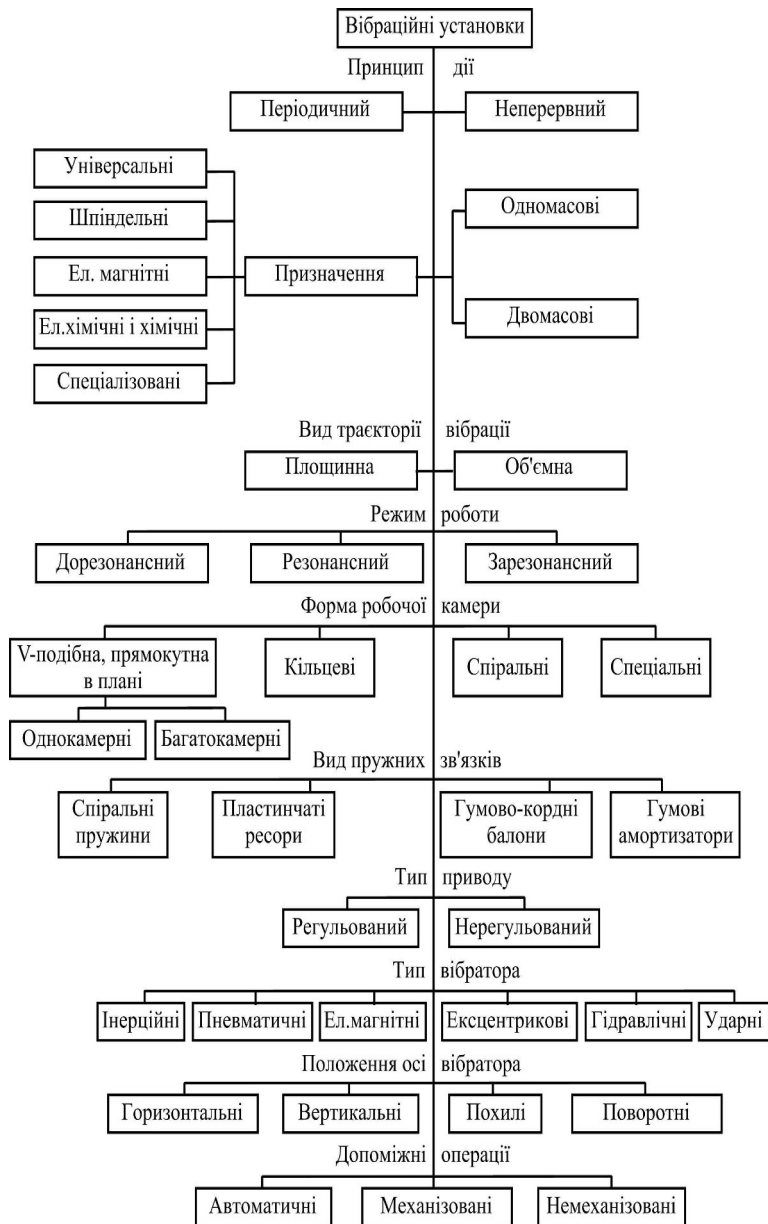 Вібраційні установки
Принцип дії
Періодичний
Неперервний
Універсальні
Шпіндельні
Ел. магнітні
Ел.хімічні і хімічні
Спеціалізовані
Призначення
Одномасові
Двомасові
Вид траєкторії вібрації
Площинна
Об'ємна
Режим роботи
Дорезонансний
Резонансний
Зарезонансний
Форма робочої камери
V-подібна, прямокутна
в плані
Кільцеві
Спіральні
Спеціальні
Однокамерні
Багатокамерні
Вид пружних зв'язків
Спіральні
пружини
Пластинчаті
ресори
Гумово-кордні
балони
Гумові
амортизатори
Тип приводу
Регульований
Нерегульований
Тип вібратора
Інерційні
Пневматичні
Ел.магнітні
Ексцентрикові
Гідравлічні
Ударні
Положення осі вібратора
Горизонтальні
Вертикальні
Похилі
Поворотні
Допоміжні операції
Автоматичні
Механізовані
Немеханізовані